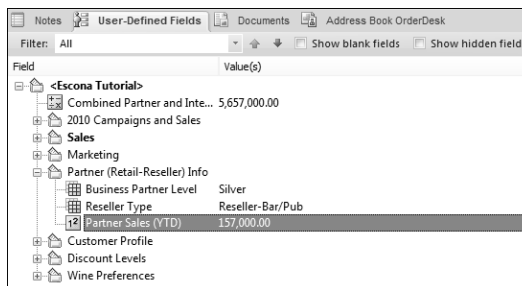 Notes User-Defined Fields Documents Address Book OrderDesk
Filter: All Show blank fields Show hidden field
Field Value(s)
<Escona Tutorial>
Combined Partner and Inte... 5,657,000.00
2010 Campaigns and Sales
Sales
Marketing
Partner (Retail-Reseller) Info
Business Partner Level Silver
Reseller Type Reseller-Bar/Pub
12 Partner Sales (YTD) 157,000.00
Customer Profile
Discount Levels
Wine Preferences